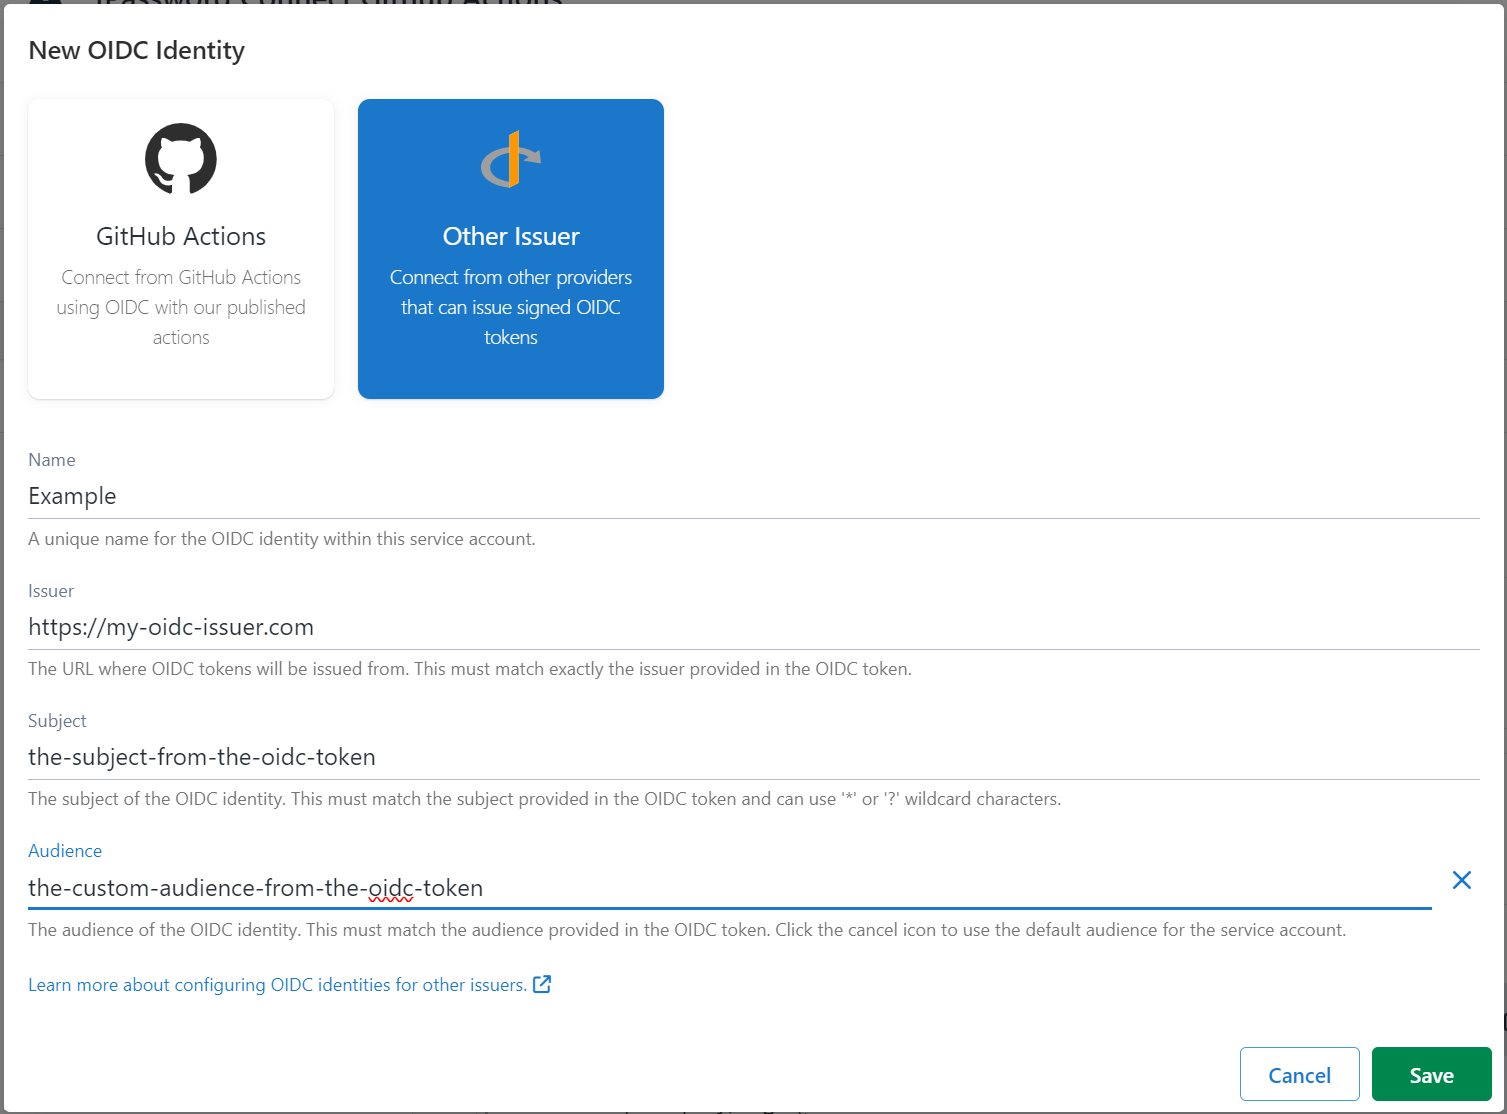 New OIDC Identity
GitHub Actions
Connect from GitHub Actions
using OIDC with our published
actions
Other Issuer
Connect from other providers
that can issue signed OIDC
tokens
Name
Example
A unique name for the OIDC identity within this service account.
Issuer
https://my-oidc-issuer.com
The URL where OIDC tokens will be issued from. This must match exactly the issuer provided in the OIDC token.
Subject
the-subject-from-the-oidc-token
The subject of the OIDC identity. This must match the subject provided in the OIDC token and can use '*' or '?' wildcard characters.
Audience
the-custom-audience-from-the-oidc-token
The audience of the OIDC identity. This must match the audience provided in the OIDC token. Click the cancel icon to use the default audience for the service account.
Learn more about configuring OIDC identities for other issuers.
Cancel
Save